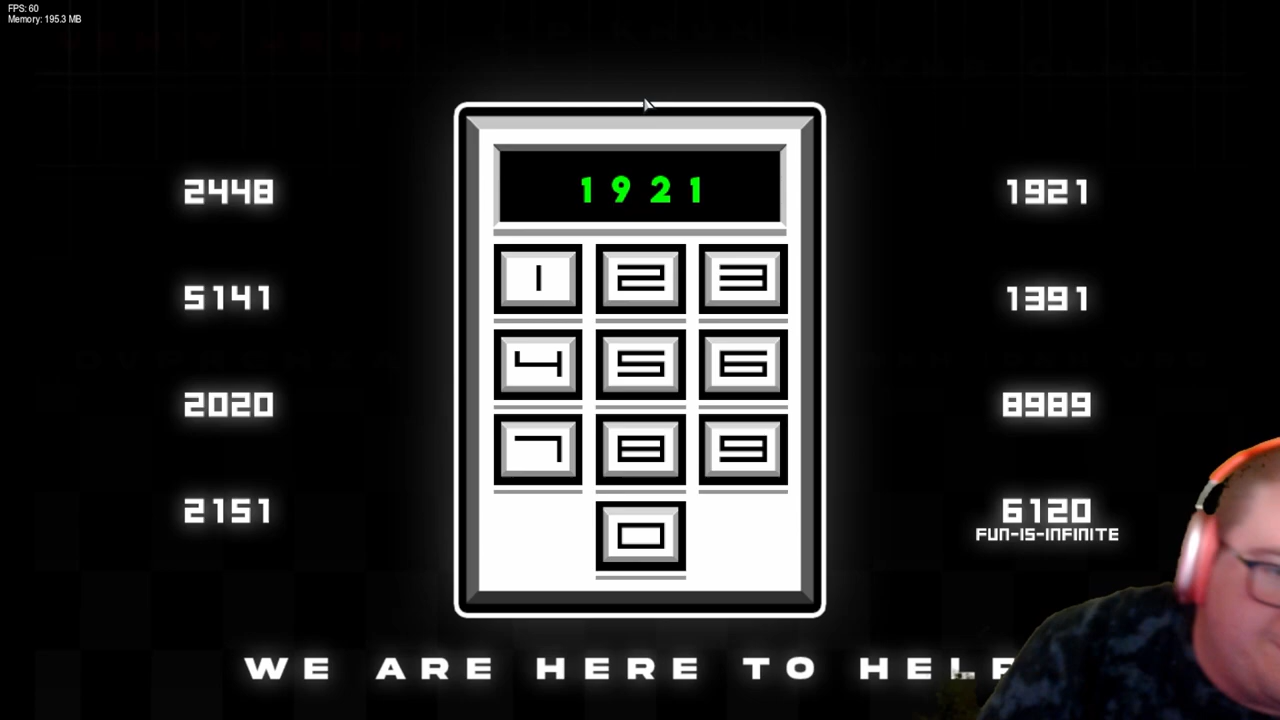 FPS: 60
Memory: 195.3 MB
1921
2448
5141
2020
2151
1 2 3
4 5 6
7 8 9
0
1921
1391
8989
6120
FUN-IS-INFINITE
WE ARE HERE TO HELP